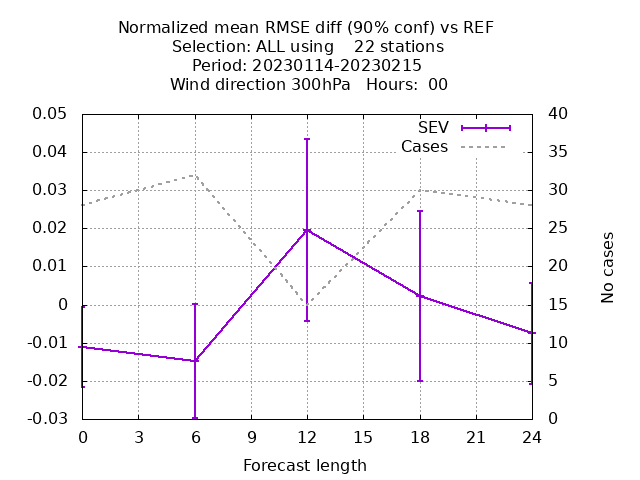 Normalized mean RMSE diff (90% conf) vs REF
Selection: ALL using    22 stations
Period: 20230114-20230215
Wind direction 300hPa   Hours:  00
0.05 40
SEV
0.04 35
Cases
0.03 30
0.02 25
0.01 20
0 15
-0.01 10
-0.02 5
-0.03 0
No cases
0 3 6 9 12 15 18 21 24
Forecast length